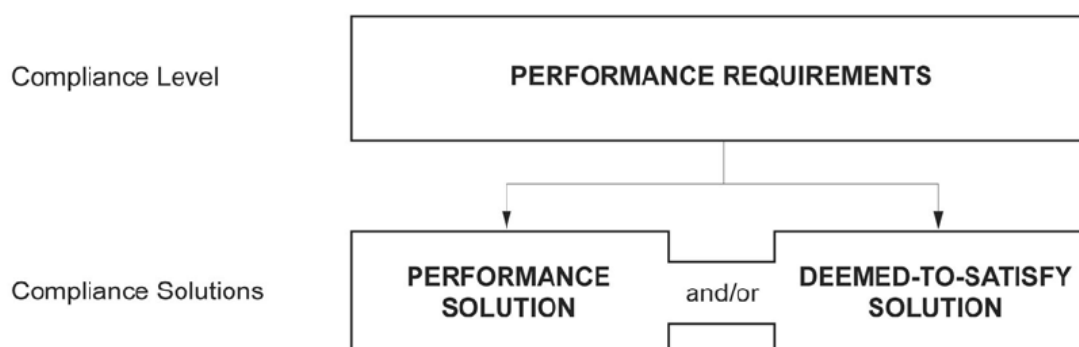 Compliance Level
PERFORMANCE REQUIREMENTS
Compliance Solutions
PERFORMANCE
SOLUTION
and/or
DEEMED-TO-SATISFY
SOLUTION